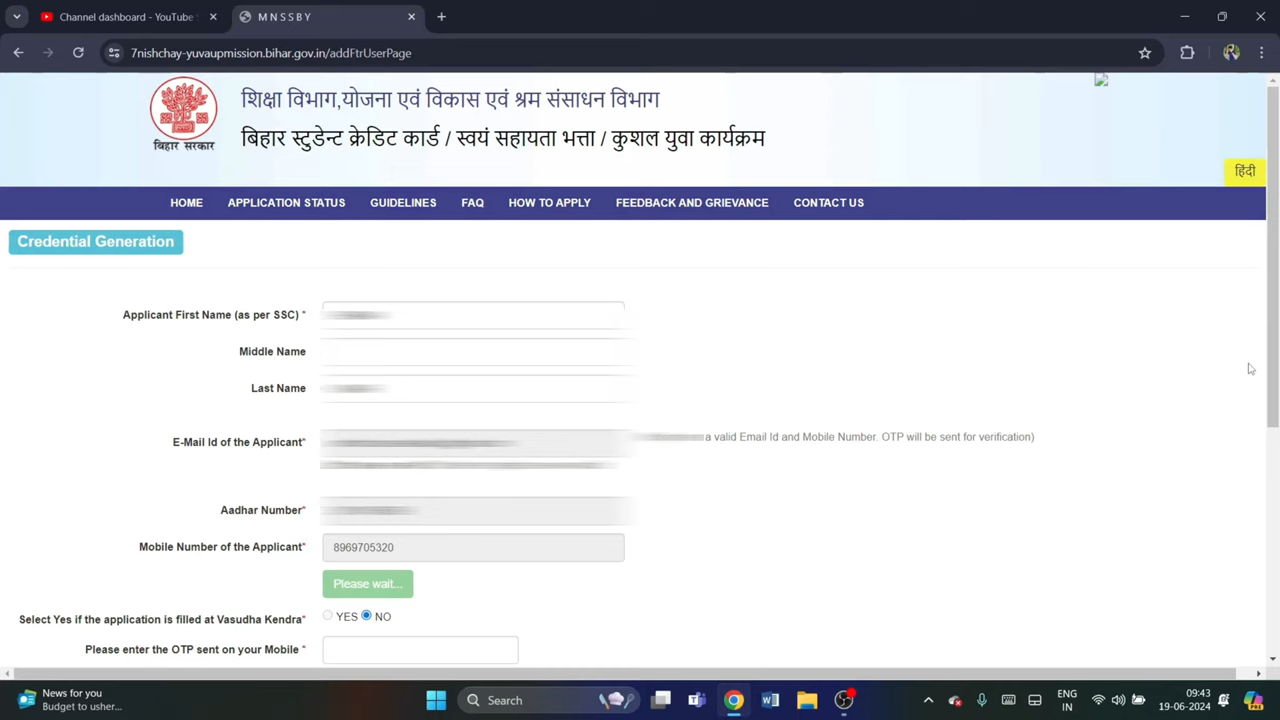 Channel dashboard - YouTube
M N S S B Y
7nishchay-yuvaupmission.bihar.gov.in/addFtrUserPage
बिहार सरकार
शिक्षा विभाग,योजना एवं विकास एवं श्रम संसाधन विभाग
बिहार स्टुडेन्ट क्रेडिट कार्ड / स्वयं सहायता भत्ता / कुशल युवा कार्यक्रम
हिंदी
HOME APPLICATION STATUS GUIDELINES FAQ HOW TO APPLY FEEDBACK AND GRIEVANCE CONTACT US
Credential Generation
Applicant First Name (as per SSC) *
Middle Name
Last Name
E-Mail Id of the Applicant*
a valid Email Id and Mobile Number. OTP will be sent for verification)
Aadhar Number*
Mobile Number of the Applicant* 8969705320
Please wait...
Select Yes if the application is filled at Vasudha Kendra* YES NO
Please enter the OTP sent on your Mobile *
News for you
Budget to usher...
Search
ENG
IN
09:43
19-06-2024